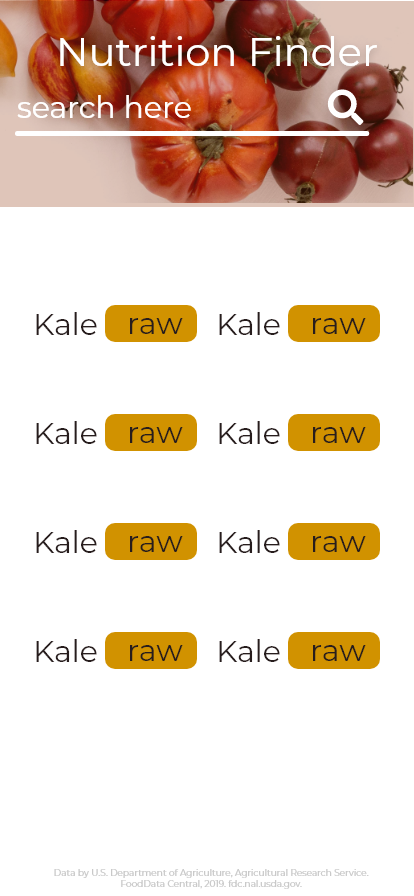 Nutrition Finder
search here
Kale raw Kale raw
Kale raw Kale raw
Kale raw Kale raw
Kale raw Kale raw
Data by U.S. Department of Agriculture, Agricultural Research Service.
FoodData Central, 2019. fdc.nal.usda.gov.